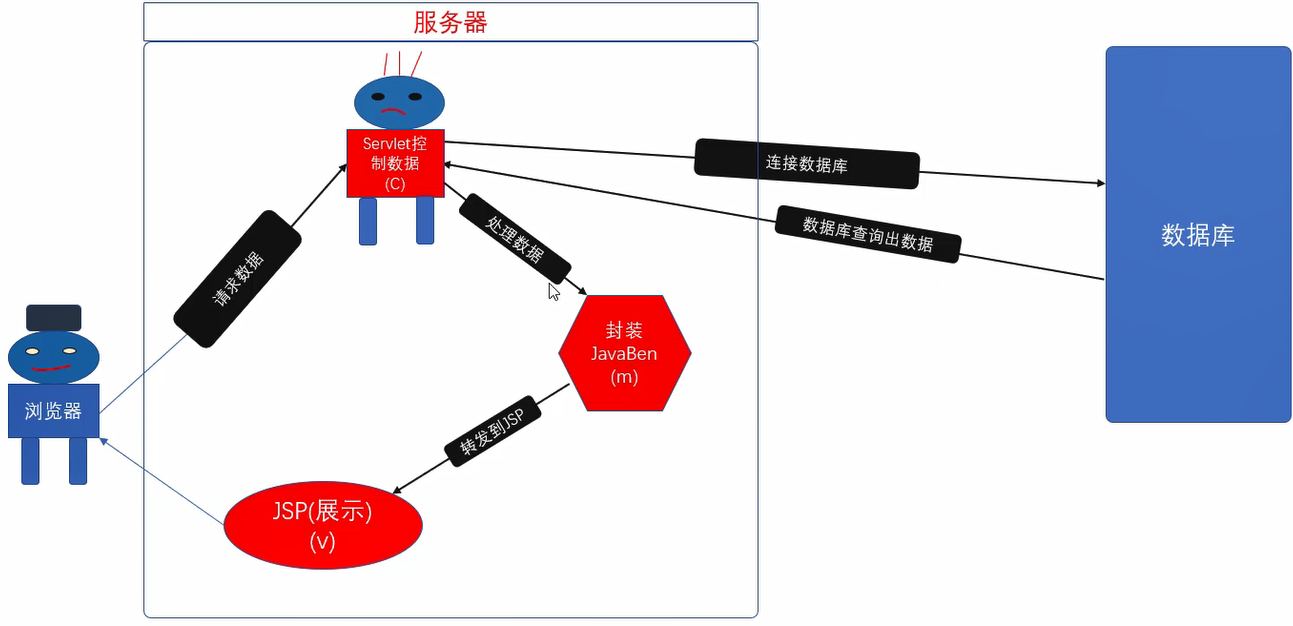 服务器
Servlet控
制数据
(C)
连接数据库
数据库查询出数据
数据库
请求数据
处理数据
封装
JavaBen
(m)
浏览器
转发到JSP
JSP(展示)
(v)